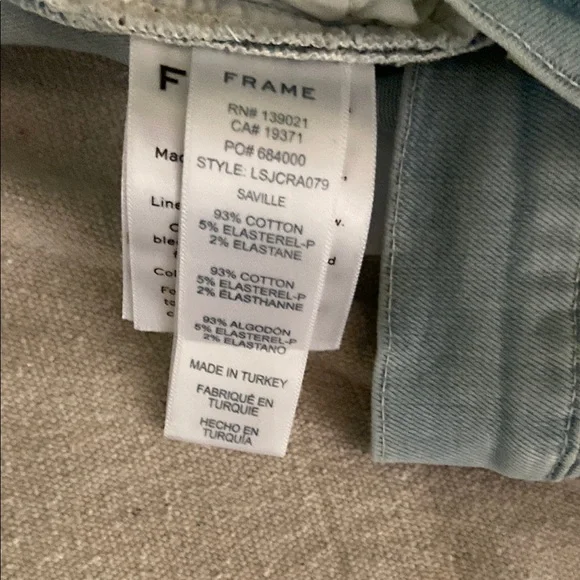 FRAME
RN# 139021
CA# 19371
PO# 684000
STYLE: LSJCRA079
SAVILLE
93% COTTON
5% ELASTEREL-P
2% ELASTANE
93% COTTON
5% ELASTEREL-P
2% ELASTHANNE
93% ALGODÓN
5% ELASTEREL-P
2% ELASTANO
MADE IN TURKEY
FABRIQUÉ EN
TURQUIE
HECHO EN
TURQUÍA
F